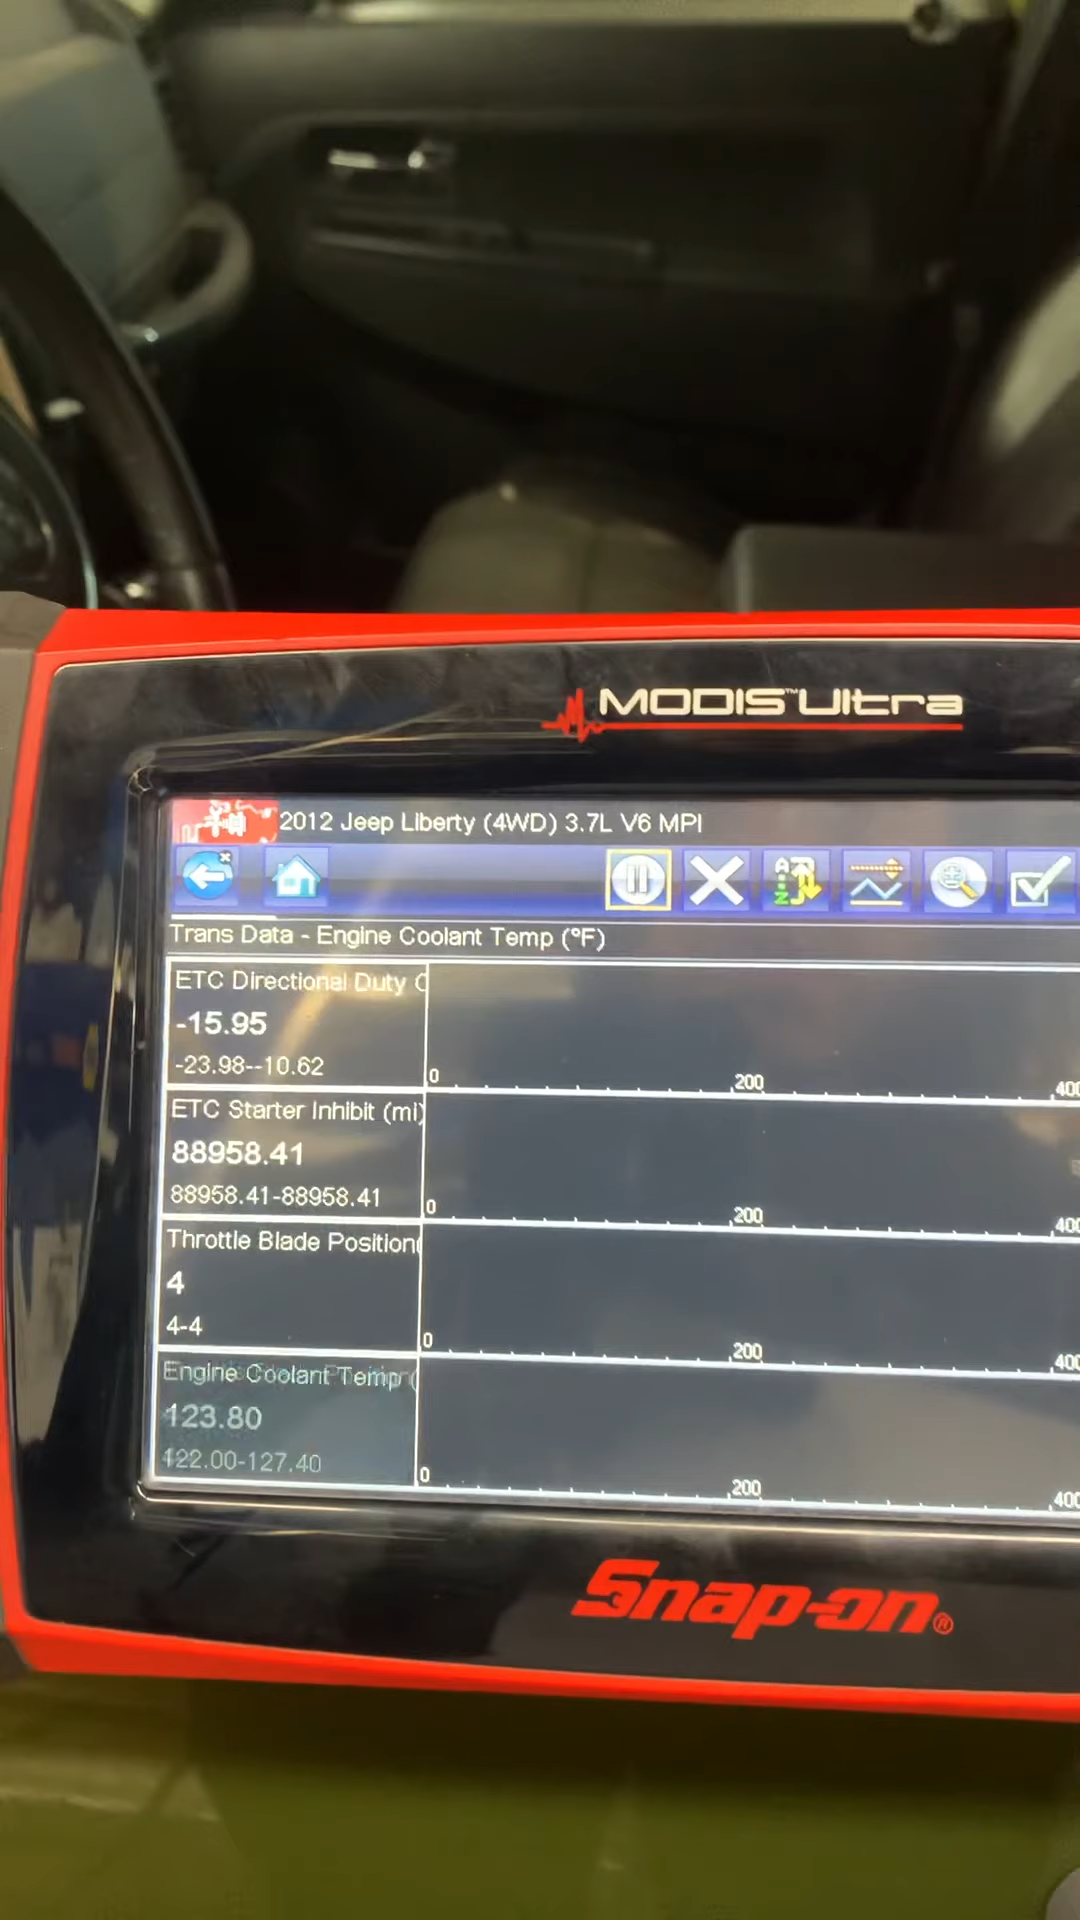 MODIS™ Ultra
2012 Jeep Liberty (4WD) 3.7L V6 MPI
Trans Data - Engine Coolant Temp (°F)
ETC Directional Duty C
-15.95
-23.98--10.62
0 200 400
ETC Starter Inhibit (mi)
88958.41
88958.41-88958.41
0 200 400
Throttle Blade Position(
4
4-4
0 200 400
Engine Coolant Temp (
123.80
122.00-127.40
0 200 400
Snap-on®